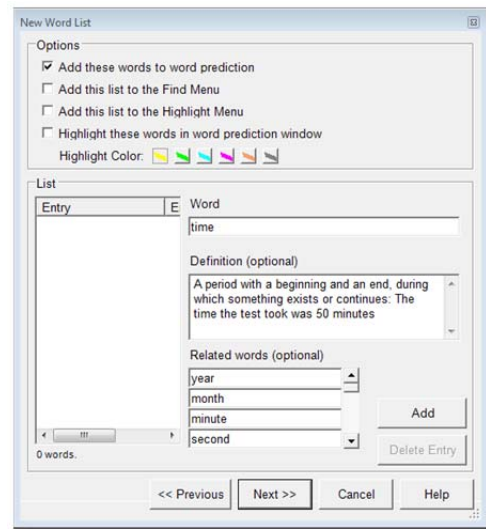 New Word List
Options
Add these words to word prediction
Add this list to the Find Menu
Add this list to the Highlight Menu
Highlight these words in word prediction window
Highlight Color:
List
Entry
E
Word
time
Definition (optional)
A period with a beginning and an end, during
which something exists or continues: The
time the test took was 50 minutes
Related words (optional)
year
month
minute
second
Add
0 words.
Delete Entry
<< Previous
Next >>
Cancel
Help